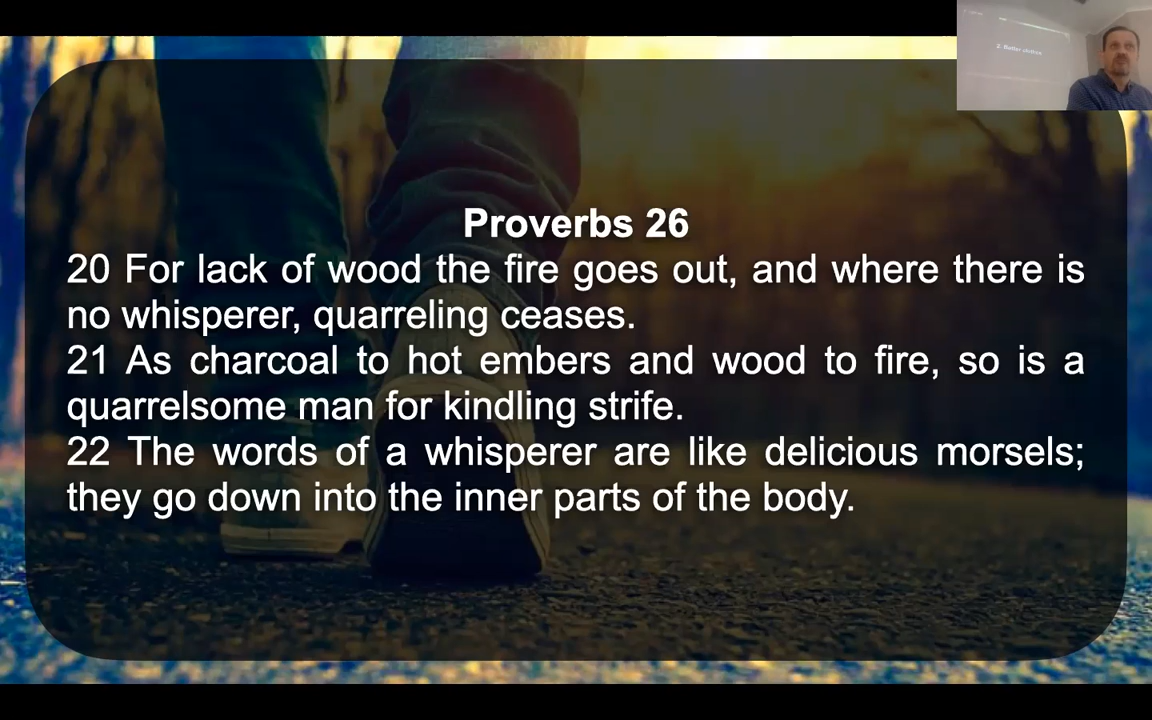 Proverbs 26
20 For lack of wood the fire goes out, and where there is
no whisperer, quarreling ceases.
21 As charcoal to hot embers and wood to fire, so is a
quarrelsome man for kindling strife.
22 The words of a whisperer are like delicious morsels;
they go down into the inner parts of the body.